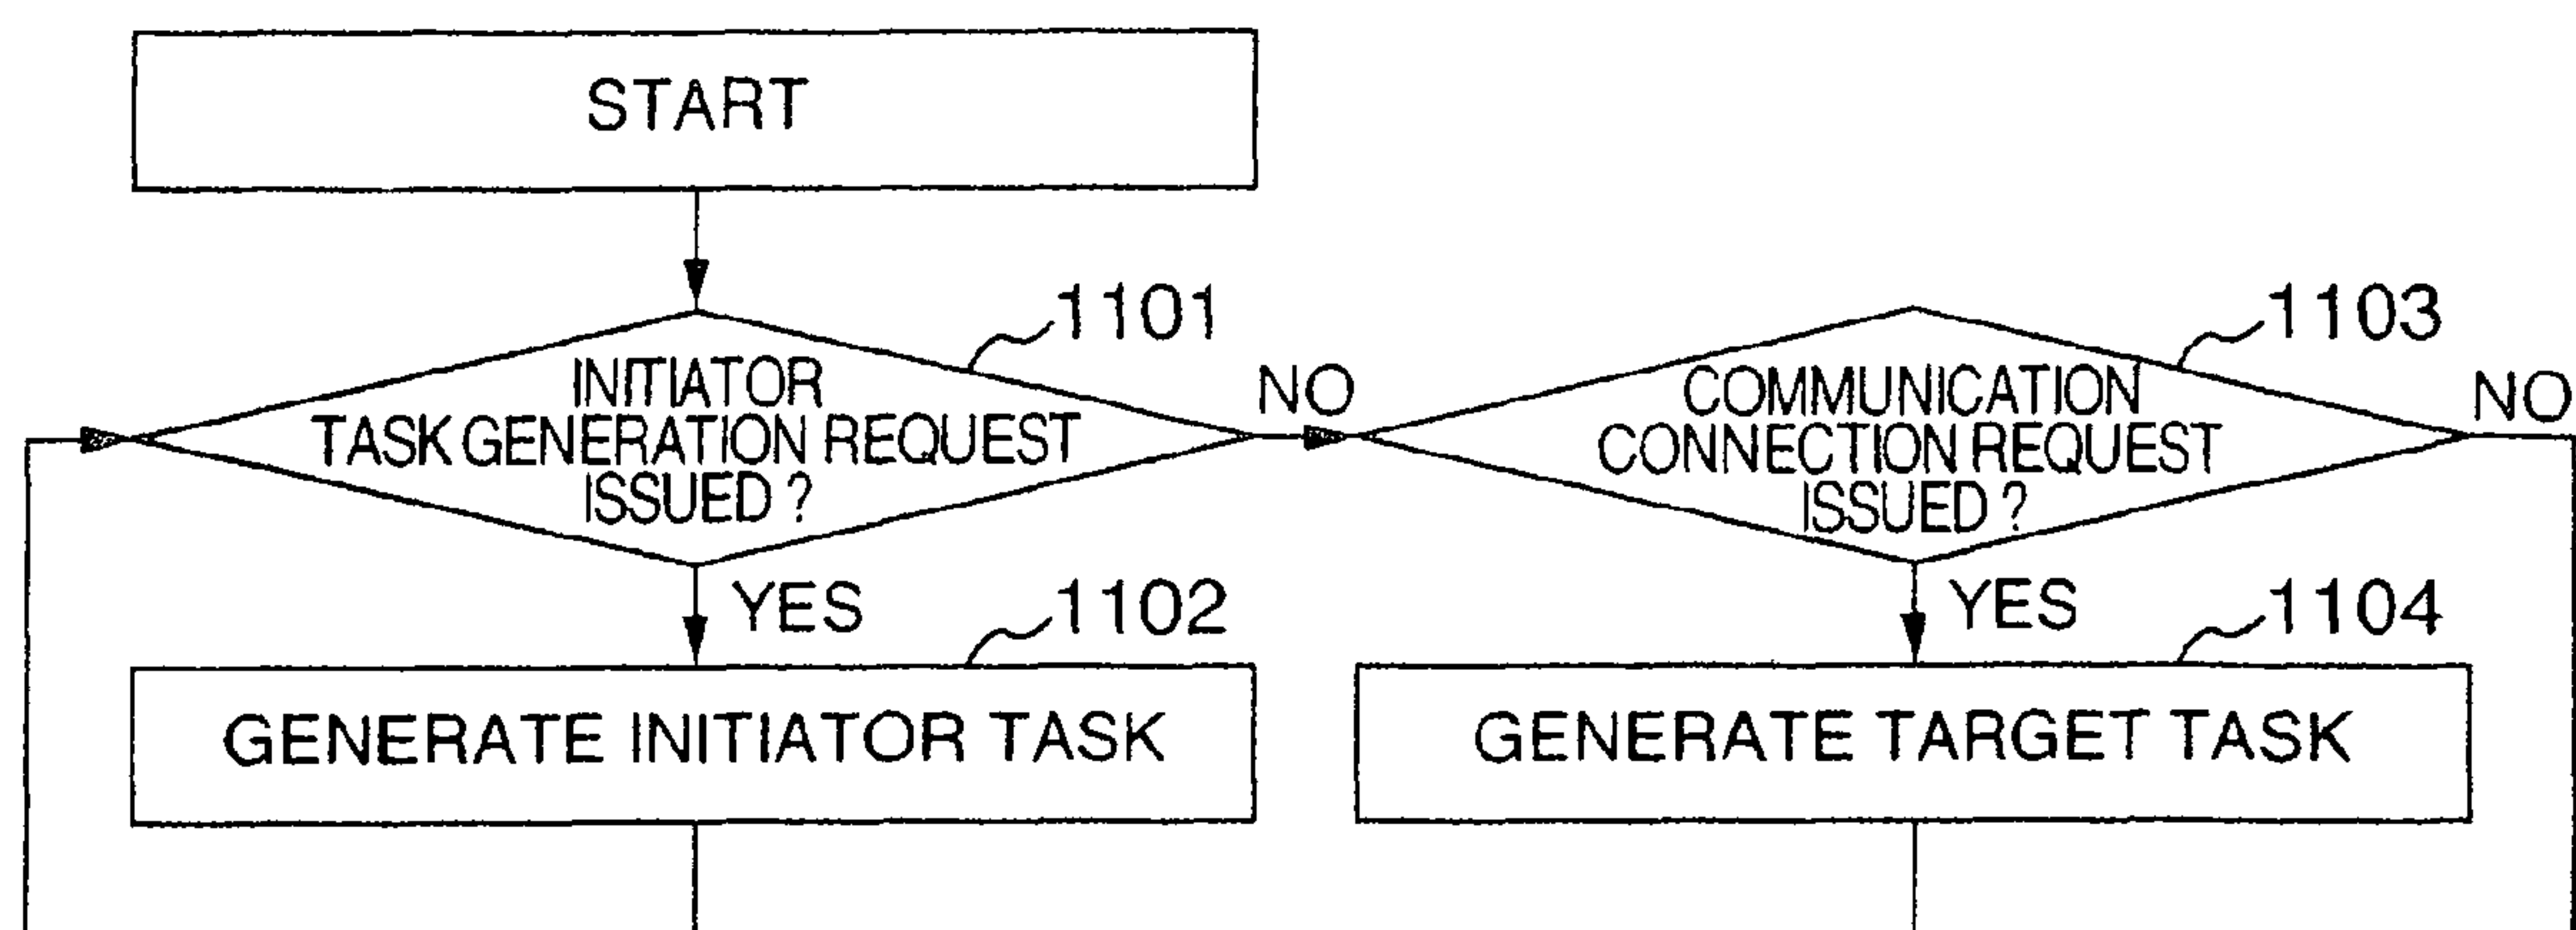 START
1101
INITIATOR
TASK GENERATION REQUEST
ISSUED ?
NO
1103
COMMUNICATION
CONNECTION REQUEST
ISSUED ?
NO
YES
1102
GENERATE INITIATOR TASK
YES
1104
GENERATE TARGET TASK